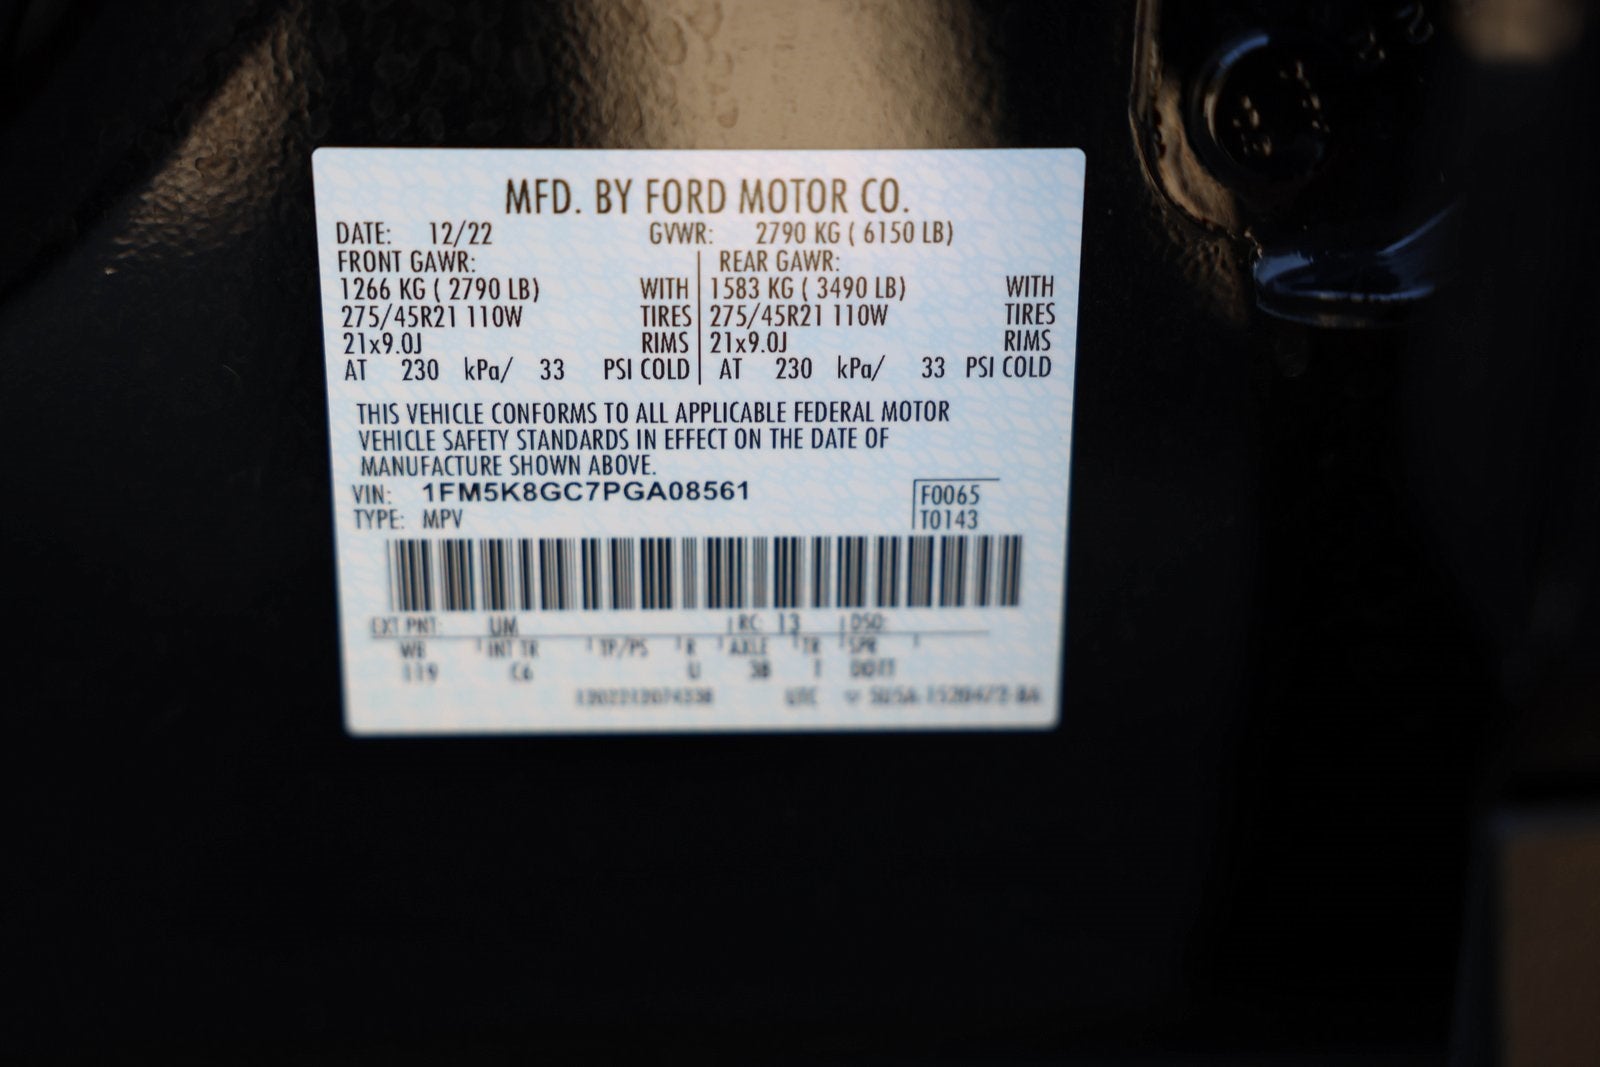 MFD. BY FORD MOTOR CO.
DATE: 12/22 GVWR: 2790 KG ( 6150 LB)
FRONT GAWR: REAR GAWR:
1266 KG ( 2790 LB) WITH 1583 KG ( 3490 LB) WITH
275/45R21 110W TIRES 275/45R21 110W TIRES
21x9.0J RIMS 21x9.0J RIMS
AT 230 kPa/ 33 PSI COLD AT 230 kPa/ 33 PSI COLD
THIS VEHICLE CONFORMS TO ALL APPLICABLE FEDERAL MOTOR
VEHICLE SAFETY STANDARDS IN EFFECT ON THE DATE OF
MANUFACTURE SHOWN ABOVE.
VIN: 1FM5K8GC7PGA08561 F0065
TYPE: MPV T0143
EXT PNT: UM RC: 13 DSO:
WB INT TR TP/PS R AXLE TR SPR
119 C6 U 3B